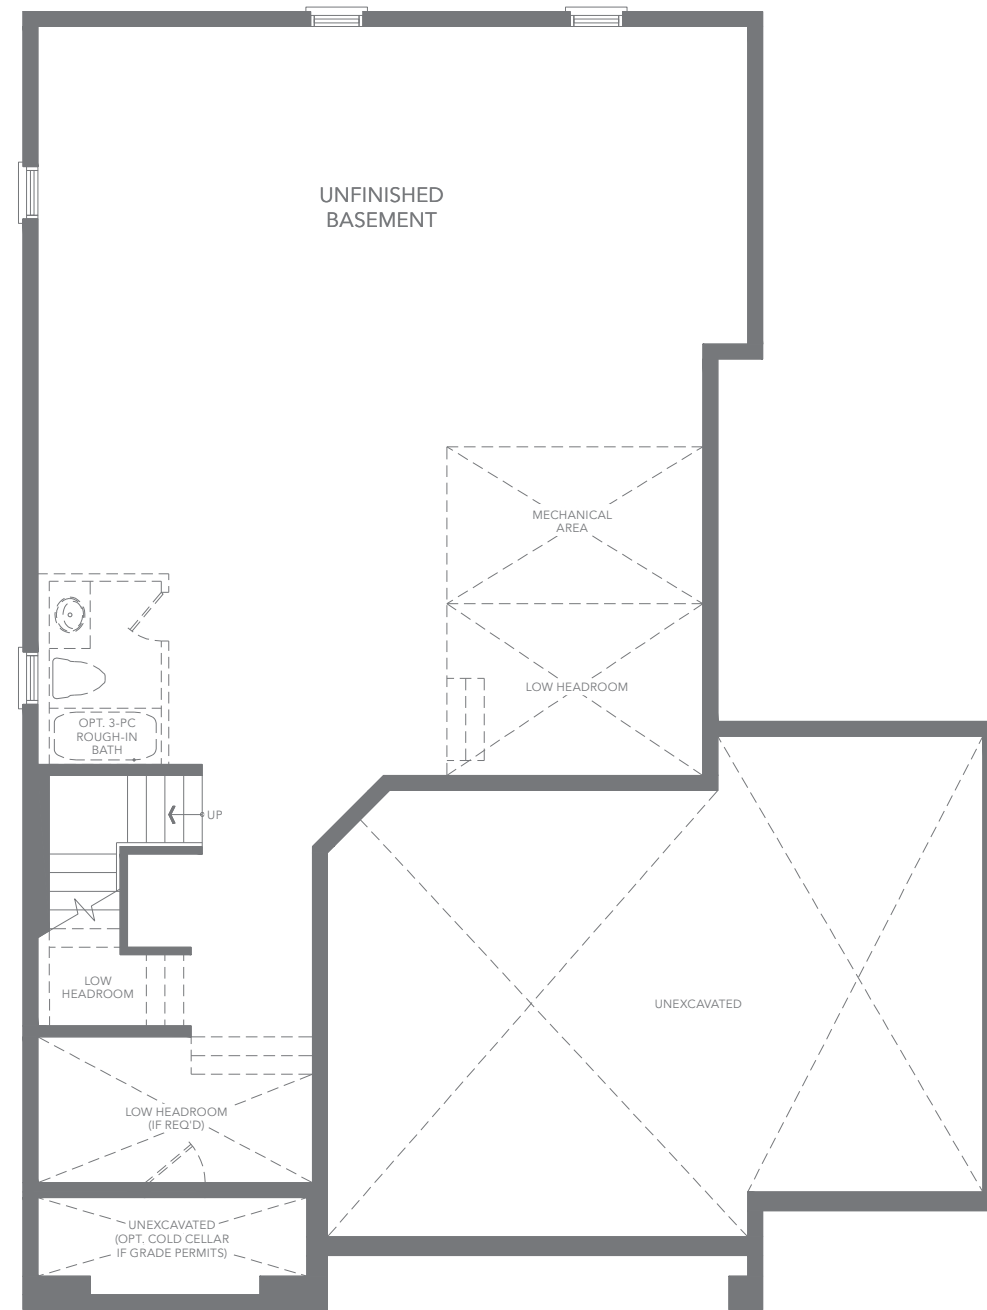 UNFINISHED
BASEMENT
MECHANICAL
AREA
LOW HEADROOM
OPT. 3-PC
ROUGH-IN
BATH
UP
LOW
HEADROOM
UNEXCAVATED
LOW HEADROOM
(IF REQ'D)
UNEXCAVATED
(OPT. COLD CELLAR
IF GRADE PERMITS)